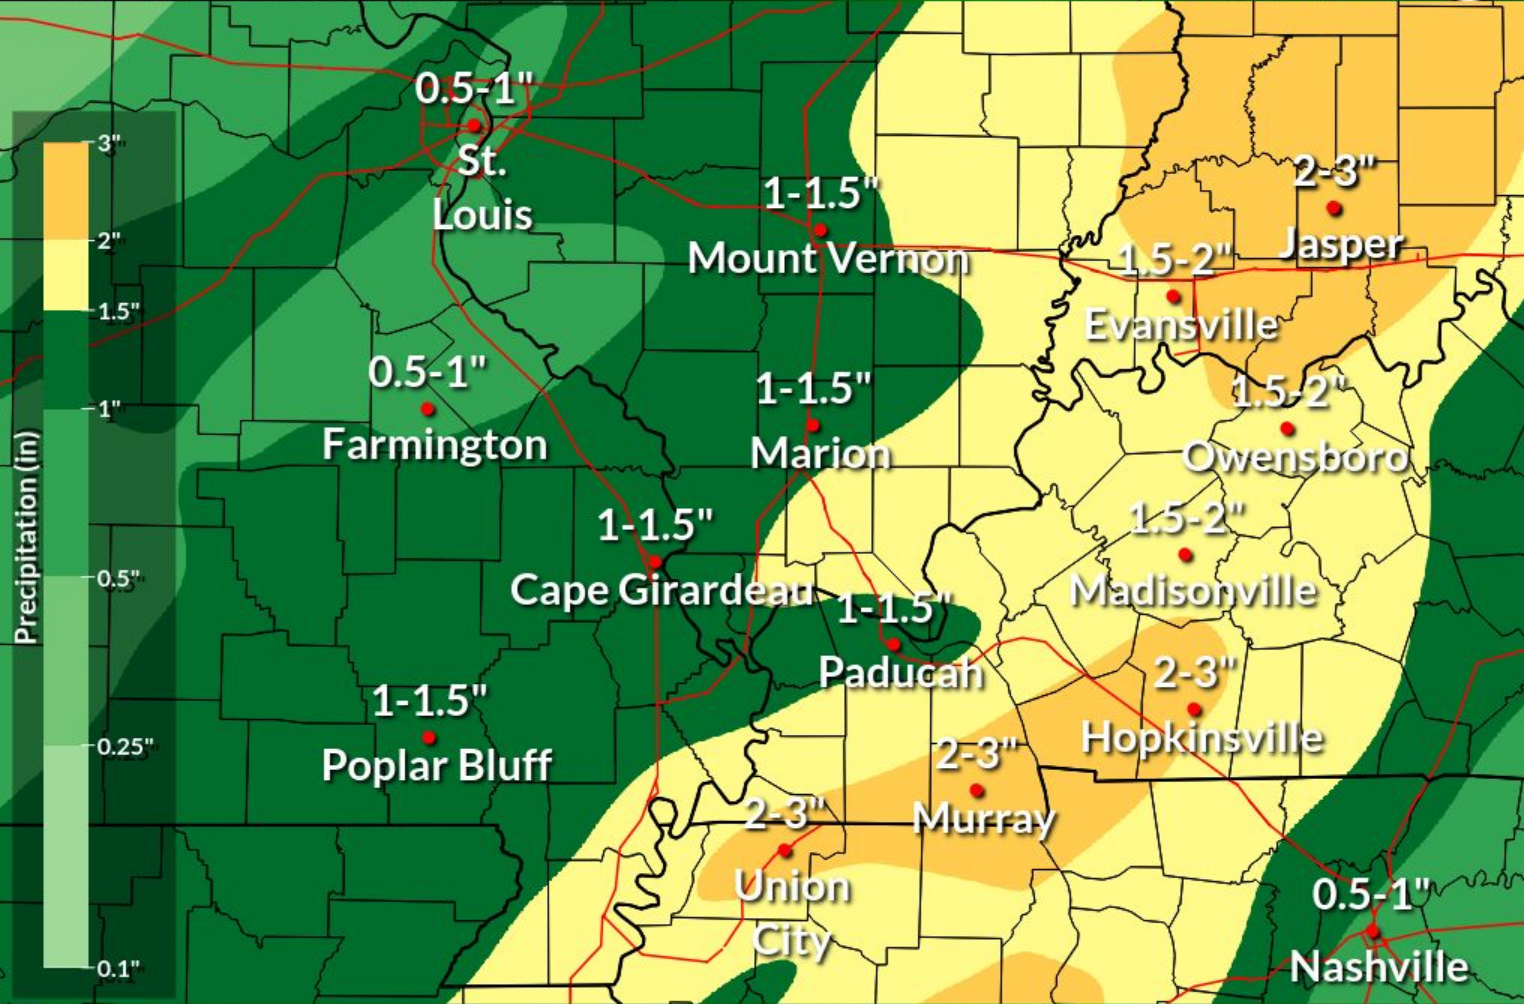 0.5-1"
St.
Louis
3"
2"
1.5"
1"
0.5"
0.25"
0.1"
Precipitation (in)
1-1.5"
Mount Vernon
2-3"
Jasper
1.5-2"
Evansville
0.5-1"
Farmington
1-1.5"
Marion
1.5-2"
Owensboro
1-1.5"
Cape Girardeau
1.5-2"
Madisonville
1-1.5"
Paducah
2-3"
Hopkinsville
1-1.5"
Poplar Bluff
2-3"
Murray
2-3"
Union
City
0.5-1"
Nashville